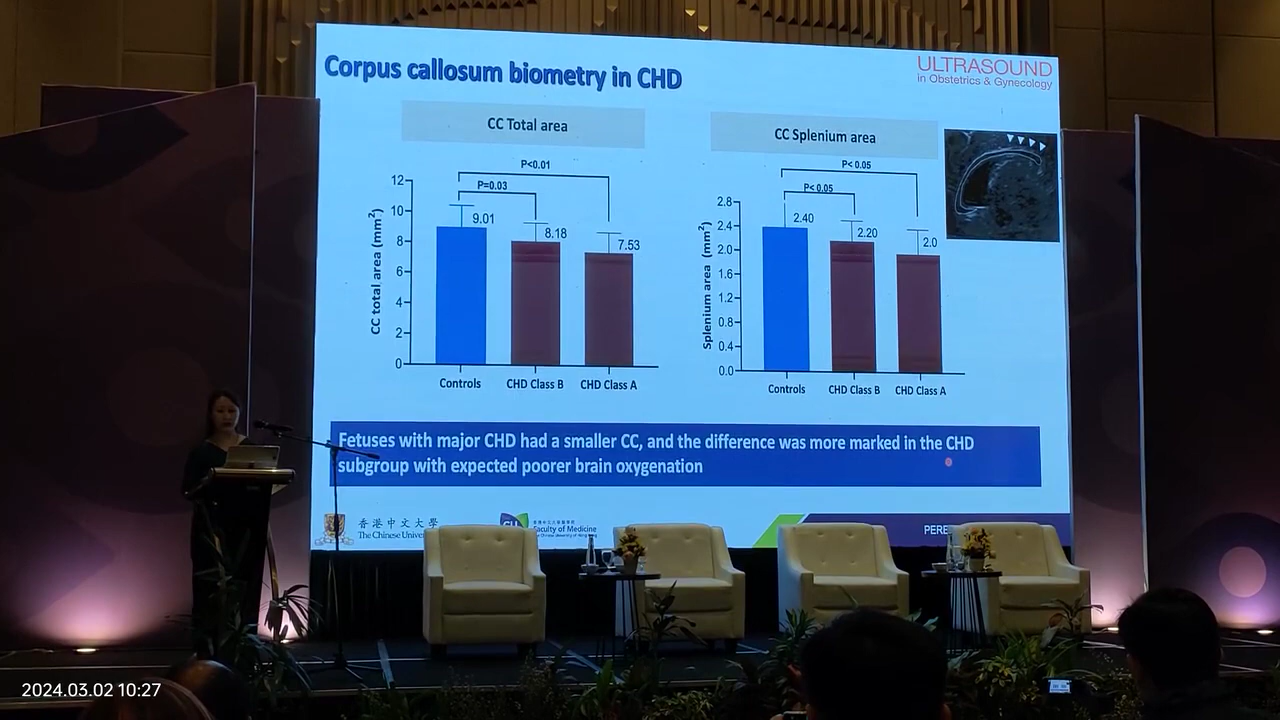 Corpus callosum biometry in CHD
ULTRASOUND
in Obstetrics & Gynecology
CC Total area
P<0.01
P=0.03
CC total area (mm²)
12
10
8
6
4
2
0
9.01
8.18
7.53
Controls
CHD Class B
CHD Class A
CC Splenium area
P< 0.05
P< 0.05
Splenium area (mm²)
2.8
2.4
2.0
1.6
1.2
0.8
0.4
0.0
2.40
2.20
2.0
Controls
CHD Class B
CHD Class A
Fetuses with major CHD had a smaller CC, and the difference was more marked in the CHD
subgroup with expected poorer brain oxygenation
香港中文大學
The Chinese
CU
Faculty of Medicine
2024.03.02 10:27